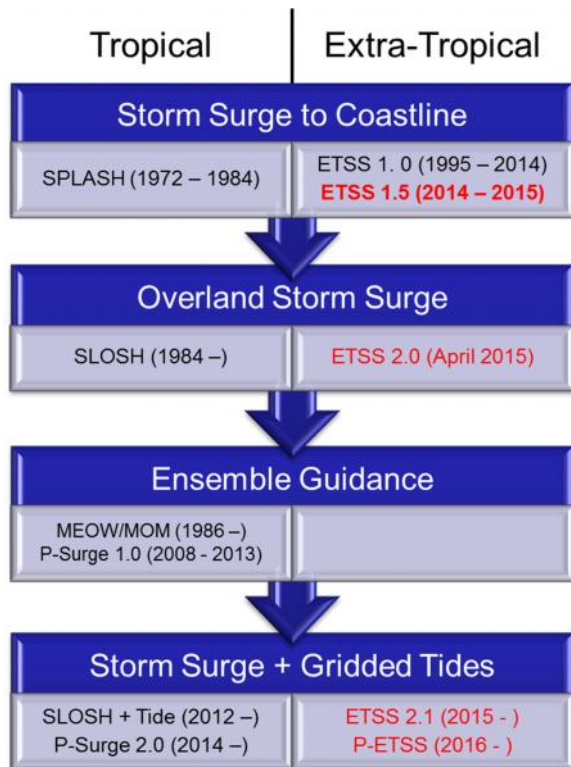 Tropical
Extra-Tropical
Storm Surge to Coastline
SPLASH (1972 – 1984)
ETSS 1. 0 (1995 – 2014)
ETSS 1.5 (2014 – 2015)
Overland Storm Surge
SLOSH (1984 –)
ETSS 2.0 (April 2015)
Ensemble Guidance
MEOW/MOM (1986 –)
P-Surge 1.0 (2008 - 2013)
Storm Surge + Gridded Tides
SLOSH + Tide (2012 –)
P-Surge 2.0 (2014 –)
ETSS 2.1 (2015 - )
P-ETSS (2016 - )